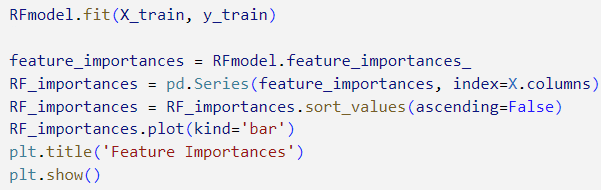 RFmodel.fit(X_train, y_train)
feature_importances = RFmodel.feature_importances_
RF_importances = pd.Series(feature_importances, index=X.columns)
RF_importances = RF_importances.sort_values(ascending=False)
RF_importances.plot(kind='bar')
plt.title('Feature Importances')
plt.show()